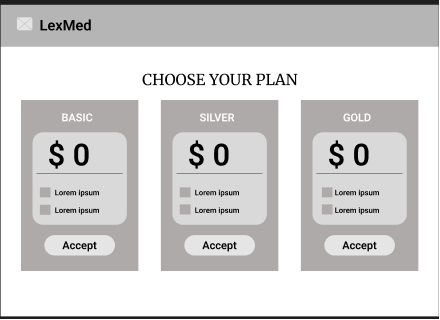 LexMed
CHOOSE YOUR PLAN
BASIC
$ 0
Lorem ipsum
Lorem ipsum
Accept
SILVER
$ 0
Lorem ipsum
Lorem ipsum
Accept
GOLD
$ 0
Lorem ipsum
Lorem ipsum
Accept